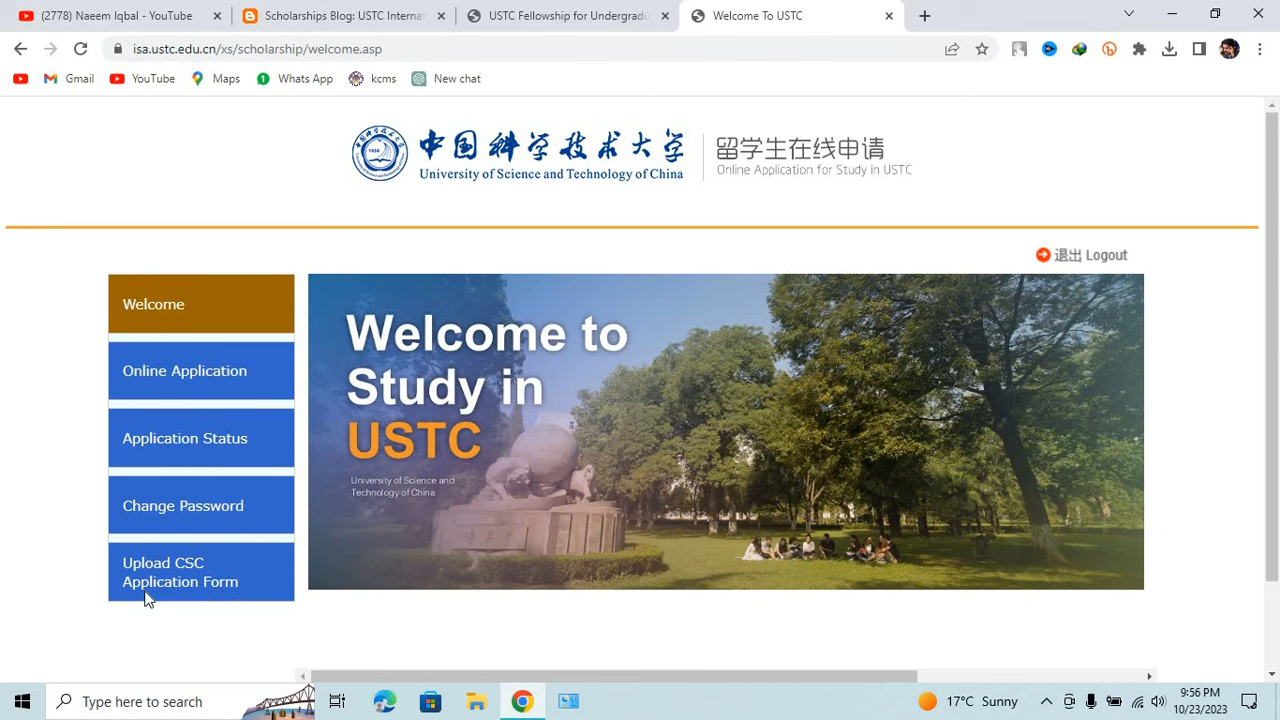 (2778) Naeem Iqbal - YouTube
Scholarships Blog: USTC Interna
USTC Fellowship for Undergradu
Welcome To USTC
isa.ustc.edu.cn/xs/scholarship/welcome.asp
Gmail
YouTube
Maps
Whats App
kcms
New chat
中国科学技术大学
University of Science and Technology of China
留学生在线申请
Online Application for Study in USTC
退出 Logout
Welcome
Online Application
Application Status
Change Password
Upload CSC
Application Form
Welcome to
Study in
USTC
University of Science and
Technology of China
Type here to search
17°C Sunny
9:56 PM
10/23/2023